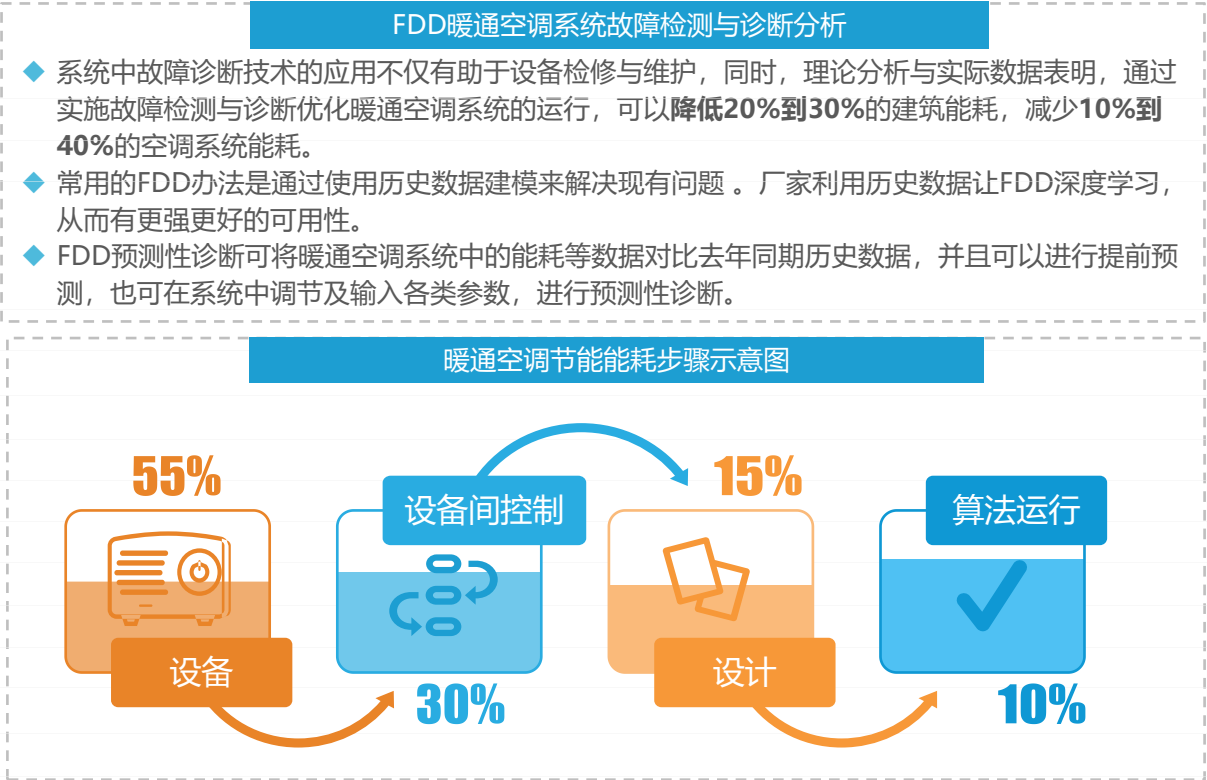 FDD暖通空调系统故障检测与诊断分析
系统中故障诊断技术的应用不仅有助于设备检修与维护，同时，理论分析与实际数据表明，通过
实施故障检测与诊断优化暖通空调系统的运行，可以降低20%到30%的建筑能耗，减少10%到
40%的空调系统能耗。
常用的FDD办法是通过使用历史数据建模来解决现有问题 。厂家利用历史数据让FDD深度学习，
从而有更强更好的可用性。
FDD预测性诊断可将暖通空调系统中的能耗等数据对比去年同期历史数据，并且可以进行提前预
测，也可在系统中调节及输入各类参数，进行预测性诊断。
暖通空调节能能耗步骤示意图
55%
设备
设备间控制
30%
15%
设计
算法运行
10%